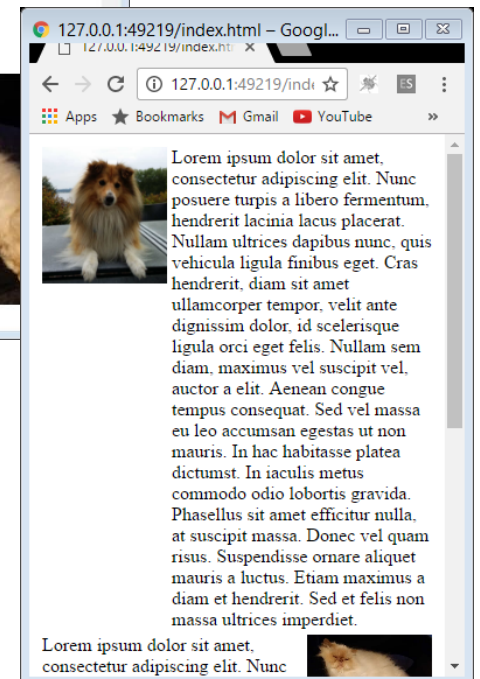 127.0.0.1:49219/index.html – Googl...
127.0.0.1:49219/index.ht
127.0.0.1:49219/inde
ES
Apps
Bookmarks
Gmail
YouTube
»
Lorem ipsum dolor sit amet,
consectetur adipiscing elit. Nunc
posuere turpis a libero fermentum,
hendrerit lacinia lacus placerat.
Nullam ultrices dapibus nunc, quis
vehicula ligula finibus eget. Cras
hendrerit, diam sit amet
ullamcorper tempor, velit ante
dignissim dolor, id scelerisque
ligula orci eget felis. Nullam sem
diam, maximus vel suscipit vel,
auctor a elit. Aenean congue
tempus consequat. Sed vel massa
eu leo accumsan egestas ut non
mauris. In hac habitasse platea
dictumst. In iaculis metus
commodo odio lobortis gravida.
Phasellus sit amet efficitur nulla,
at suscipit massa. Donec vel quam
risus. Suspendisse ornare aliquet
mauris a luctus. Etiam maximus a
diam et hendrerit. Sed et felis non
massa ultrices imperdiet.
Lorem ipsum dolor sit amet,
consectetur adipiscing elit. Nunc